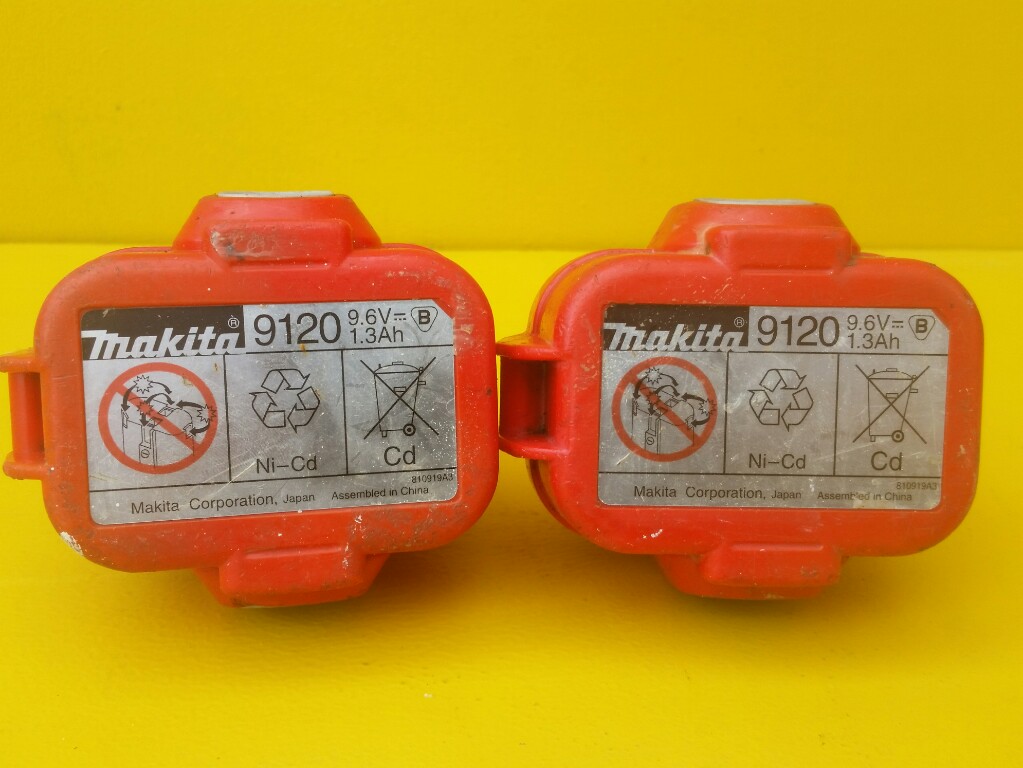 makita® 9120 9.6V⎓ B
1.3Ah
Ni-Cd
Cd
810919A3
Makita Corporation, Japan Assembled in China
makita® 9120 9.6V⎓ B
1.3Ah
Ni-Cd
Cd
810919A3
Makita Corporation, Japan Assembled in China